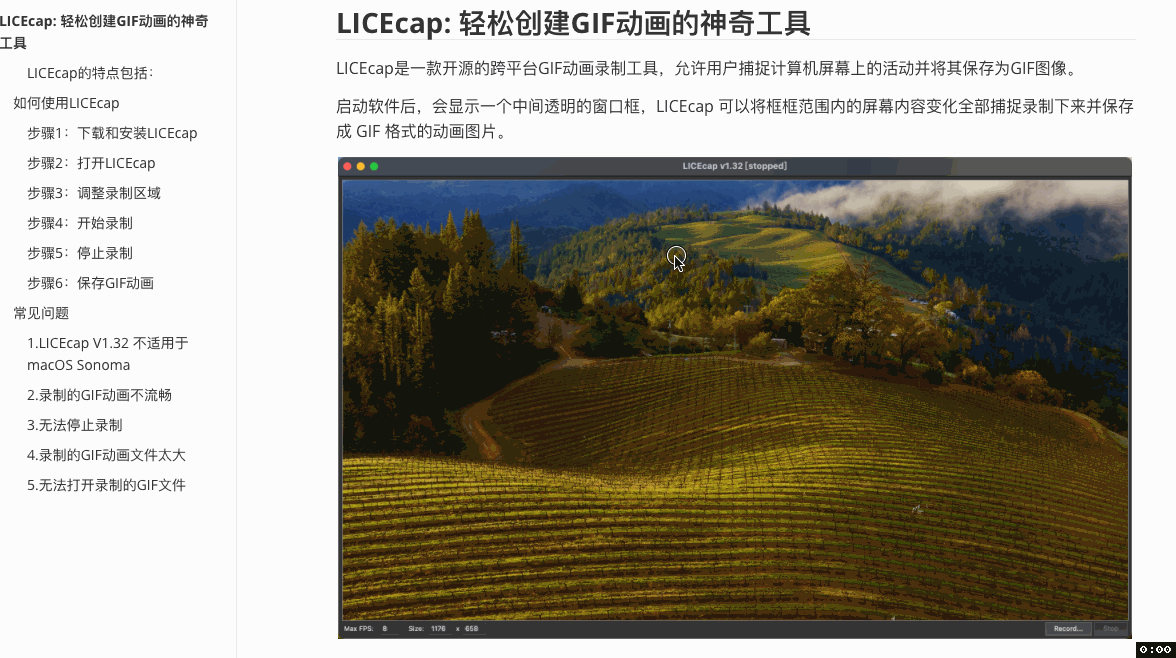 LICEcap: 轻松创建GIF动画的神奇
工具
LICEcap的特点包括：
如何使用LICEcap
步骤1：下载和安装LICEcap
步骤2：打开LICEcap
步骤3：调整录制区域
步骤4：开始录制
步骤5：停止录制
步骤6：保存GIF动画
常见问题
1.LICEcap V1.32 不适用于
macOS Sonoma
2.录制的GIF动画不流畅
3.无法停止录制
4.录制的GIF动画文件太大
5.无法打开录制的GIF文件
LICEcap: 轻松创建GIF动画的神奇工具
LICEcap是一款开源的跨平台GIF动画录制工具，允许用户捕捉计算机屏幕上的活动并将其保存为GIF图像。
启动软件后，会显示一个中间透明的窗口框，LICEcap 可以将框框范围内的屏幕内容变化全部捕捉录制下来并保存
成 GIF 格式的动画图片。
LICEcap v1.32 [stopped]
Max FPS: 8 Size: 1176 x 658 Record... Stop
0:00